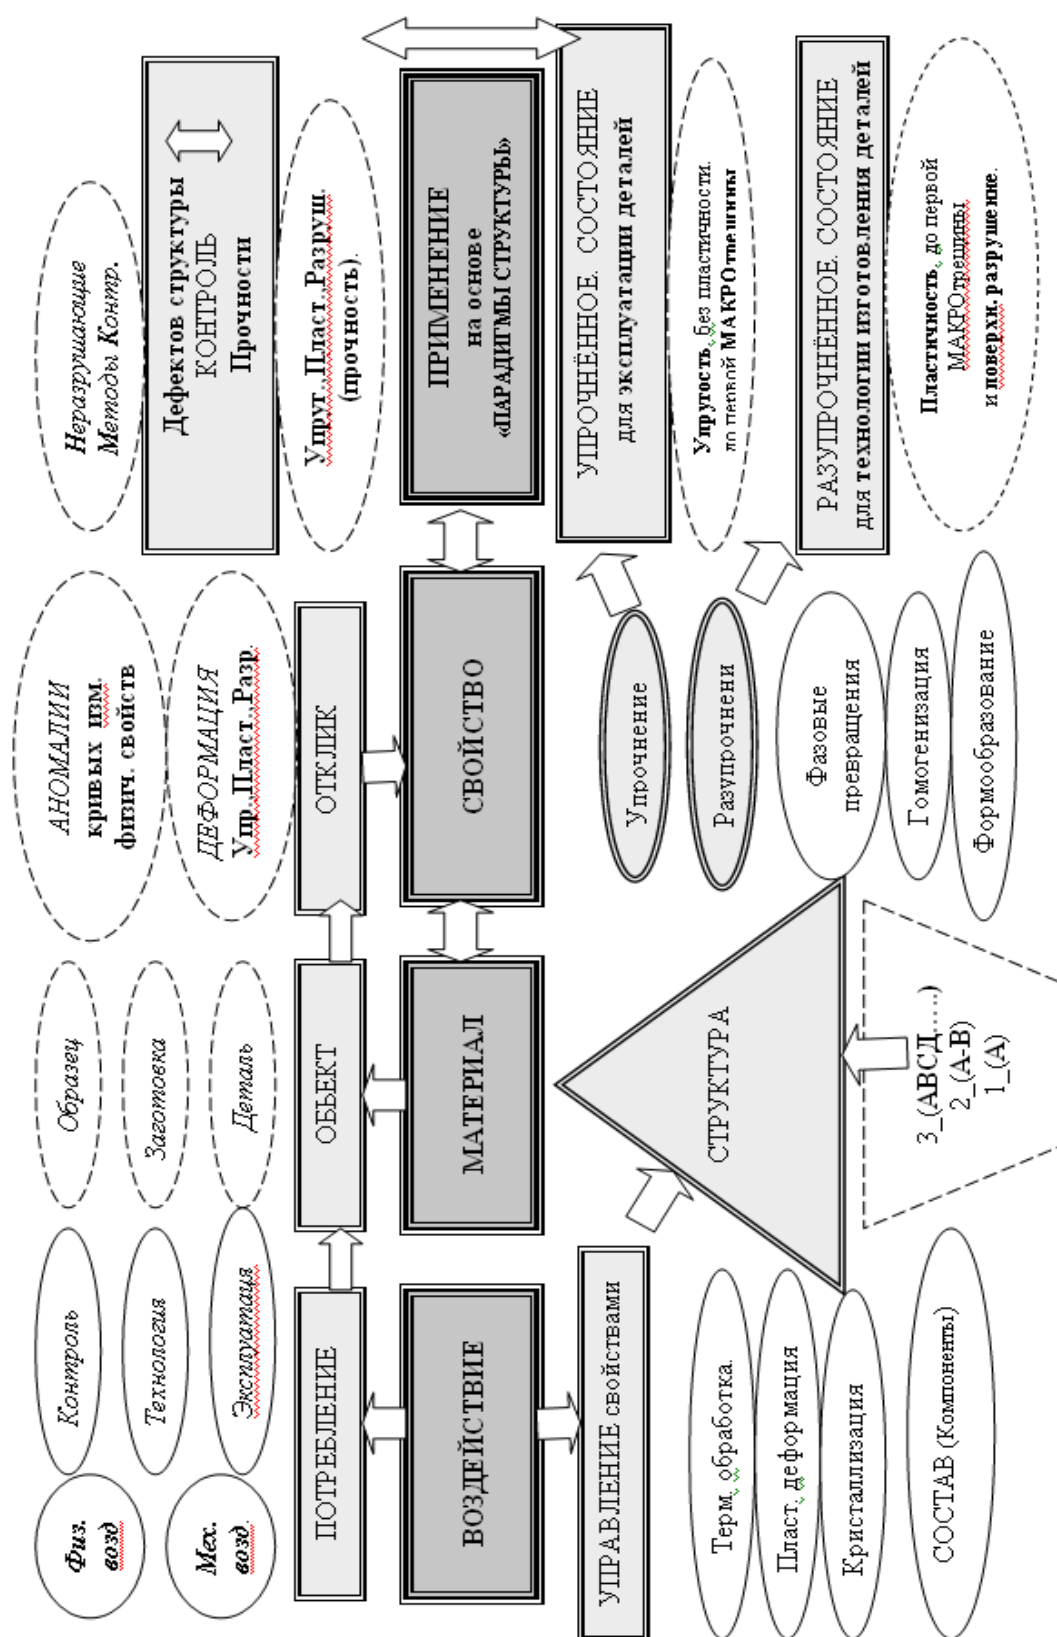 Физ.
возд
Мех.
возд.
Контроль
Технология
Эксплуатация
Образец
Заготовка
Деталь
АНОМАЛИИ
кривых изм.
физич. свойств
ДЕФОРМАЦИЯ
Упр.,Пласт.,Разр.
Неразрушающие
Методы Контр.
Дефектов структуры
КОНТРОЛЬ
Прочности
Упруг.,Пласт.,Разруш.
(прочность).
ПОТРЕБЛЕНИЕ
ОБЬЕКТ
ОТКЛИК
ВОЗДЕЙСТВИЕ
МАТЕРИАЛ
СВОЙСТВО
ПРИМЕНЕНИЕ
на основе
«ПАРАДИГМЫ СТРУКТУРЫ»
УПРАВЛЕНИЕ свойствами
Терм. обработка.
Пласт. деформация
Кристаллизация
СОСТАВ (Компоненты)
СТРУКТУРА
3_(АВСД.....)
2_(А-В)
1_(А)
Упрочнение
Разупрочнени
Фазовые
превращения
Гомогенизация
Формообразование
УПРОЧНЁННОЕ СОСТОЯНИЕ
для эксплуатации деталей
Упругость, без пластичности.
до первой МАКРОтрещины
РАЗУПРОЧНЁННОЕ СОСТОЯНИЕ
для технологии изготовления деталей
Пластичность, до первой
МАКРОтрещины
и поверхн. разрушение.